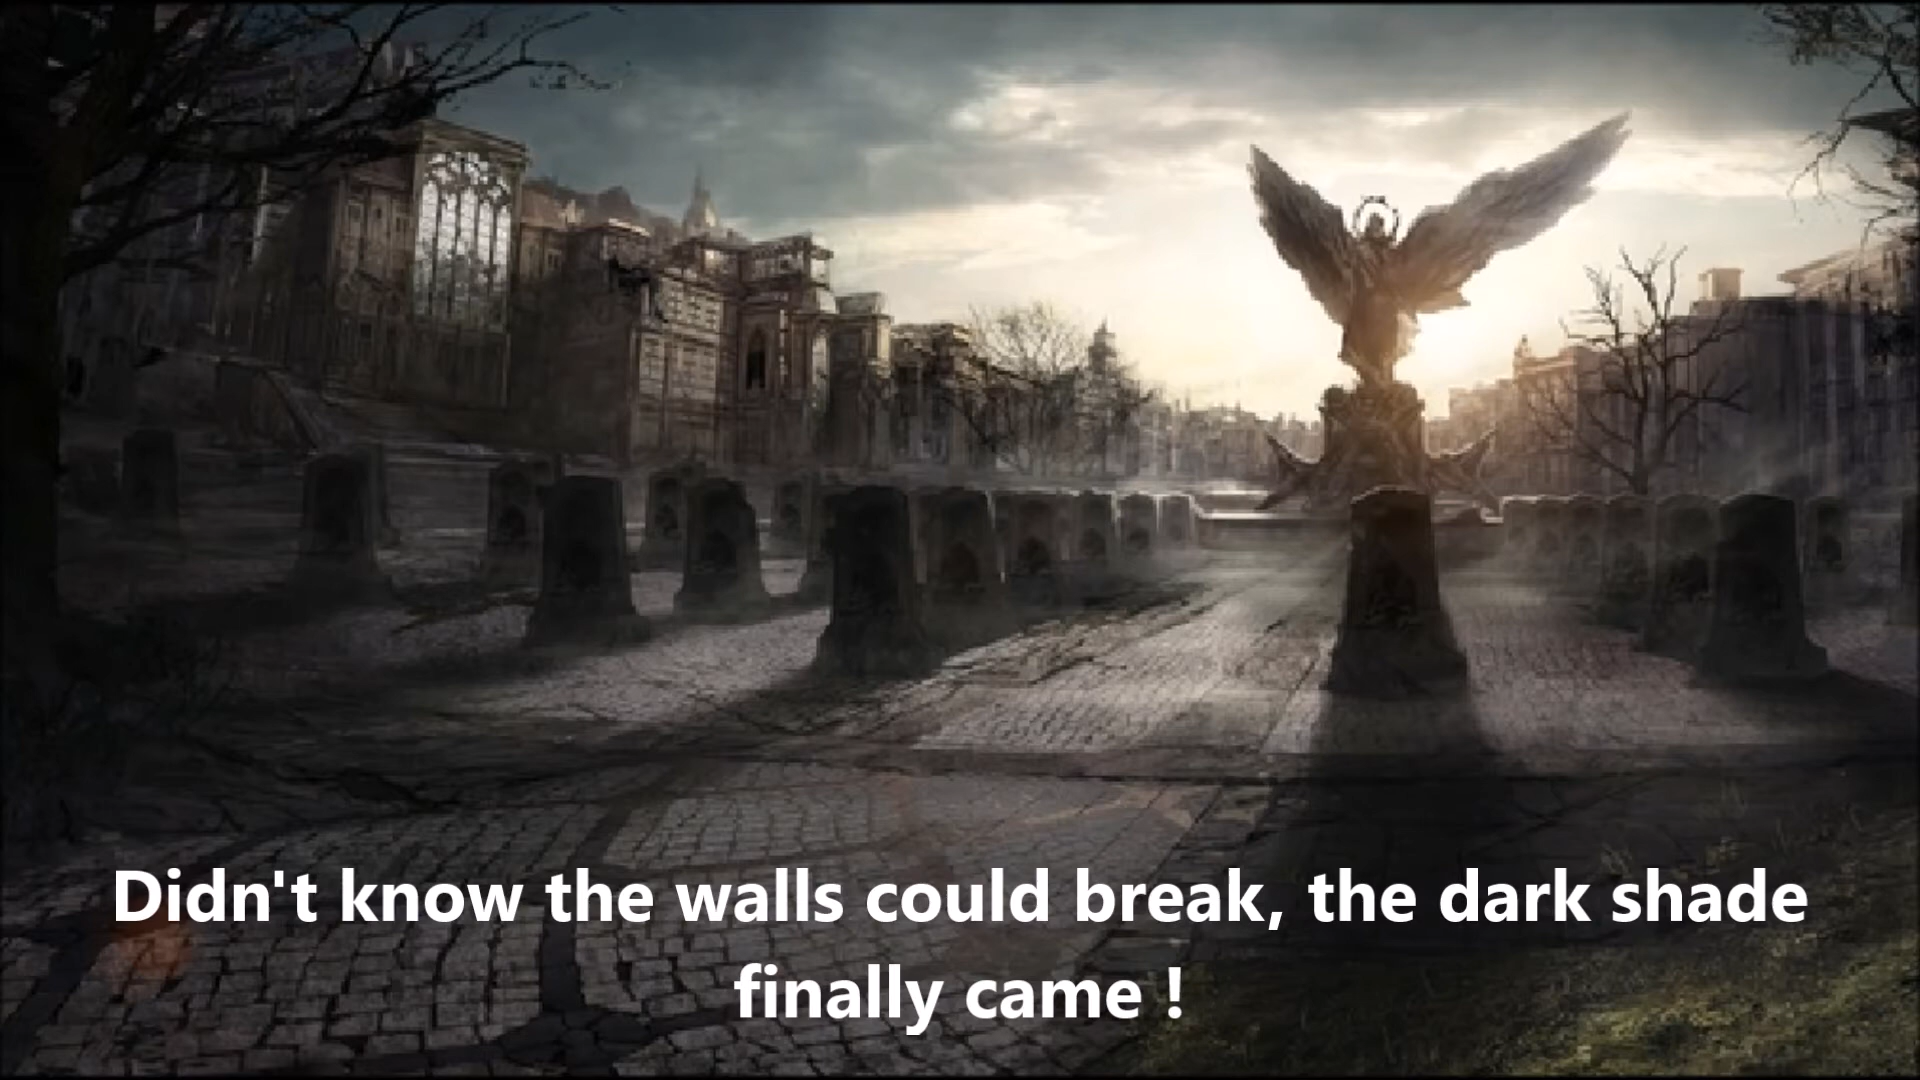 Didn't know the walls could break, the dark shade
finally came !